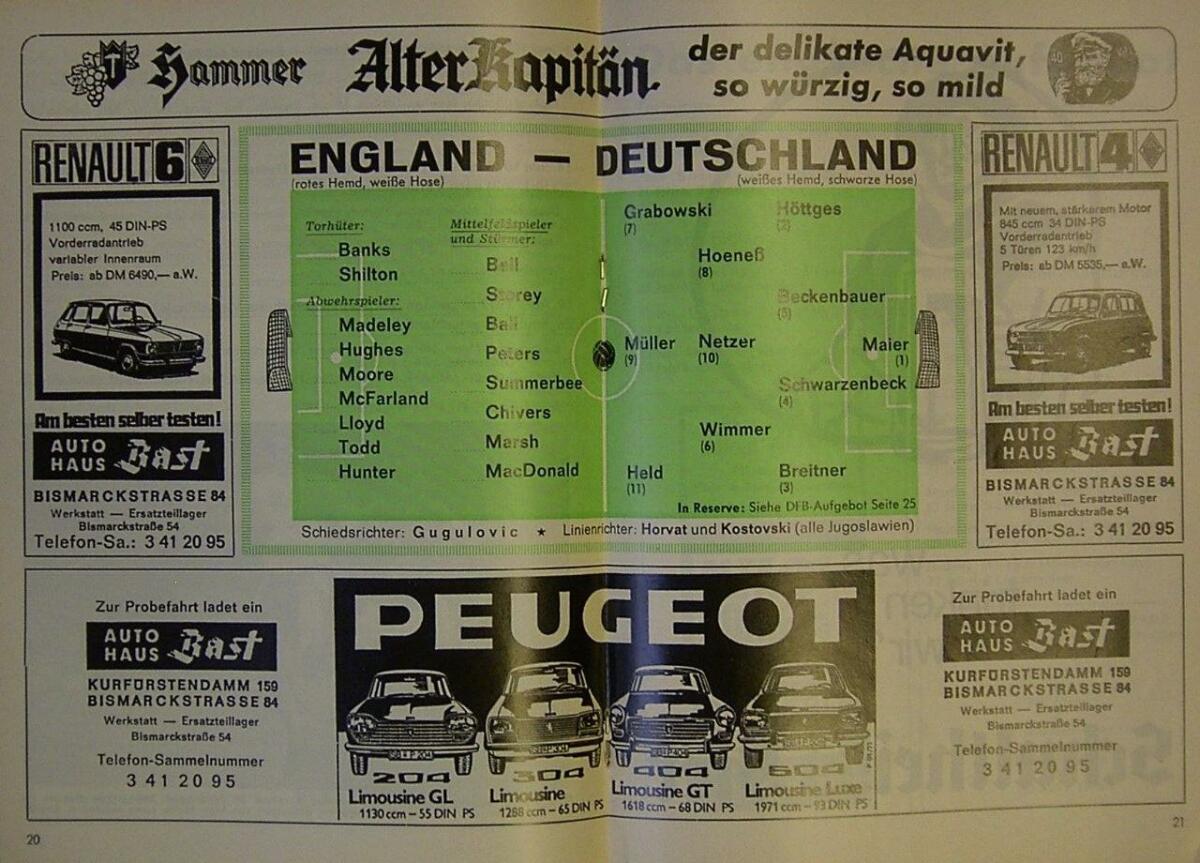 Hammer Alter Kapitän. der delikate Aquavit,
so würzig, so mild
RENAULT 6
1100 ccm, 45 DIN-PS
Vorderradantrieb
variabler Innenraum
Preis: ab DM 6490,— a.W.
Am besten selber testen!
AUTO
HAUS Bast
BISMARCKSTRASSE 84
Werkstatt — Ersatzteillager
Bismarckstraße 54
Telefon-Sa.: 3 41 20 95
ENGLAND — DEUTSCHLAND
(rotes Hemd, weiße Hose) (weißes Hemd, schwarze Hose)
Torhüter:
Banks
Shilton
Abwehrspieler:
Madeley
Hughes
Moore
McFarland
Lloyd
Todd
Hunter
Mittelfeldspieler
und Stürmer:
Bell
Storey
Ball
Peters
Summerbee
Chivers
Marsh
MacDonald
Grabowski
(7)
Höttges
(2)
Hoeneß
(8)
Beckenbauer
(5)
Müller
(9)
Netzer
(10)
Maier
(1)
Schwarzenbeck
(4)
Wimmer
(6)
Held
(11)
Breitner
(3)
In Reserve: Siehe DFB-Aufgebot Seite 25
Schiedsrichter: Gugulovic ★ Linienrichter: Horvat und Kostovski (alle Jugoslawien)
RENAULT 4
Mit neuem, stärkerem Motor
845 ccm 34 DIN-PS
Vorderradantrieb
5 Türen 123 km/h
Preis: ab DM 5535,— a.W.
Am besten selber testen!
AUTO
HAUS Bast
BISMARCKSTRASSE 84
Werkstatt — Ersatzteillager
Bismarckstraße 54
Telefon-Sa.: 3 41 20 95
Zur Probefahrt ladet ein
AUTO
HAUS Bast
KURFÜRSTENDAMM 159
BISMARCKSTRASSE 84
Werkstatt — Ersatzteillager
Bismarckstraße 54
Telefon-Sammelnummer
3 41 20 95
PEUGEOT
204
Limousine GL
1130 ccm – 55 DIN PS
304
Limousine
1288 ccm – 65 DIN PS
404
Limousine GT
1618 ccm – 68 DIN PS
504
Limousine Luxe
1971 ccm – 93 DIN PS
Zur Probefahrt ladet ein
AUTO
HAUS Bast
KURFÜRSTENDAMM 159
BISMARCKSTRASSE 84
Werkstatt — Ersatzteillager
Bismarckstraße 54
Telefon-Sammelnummer
3 41 20 95
20
21